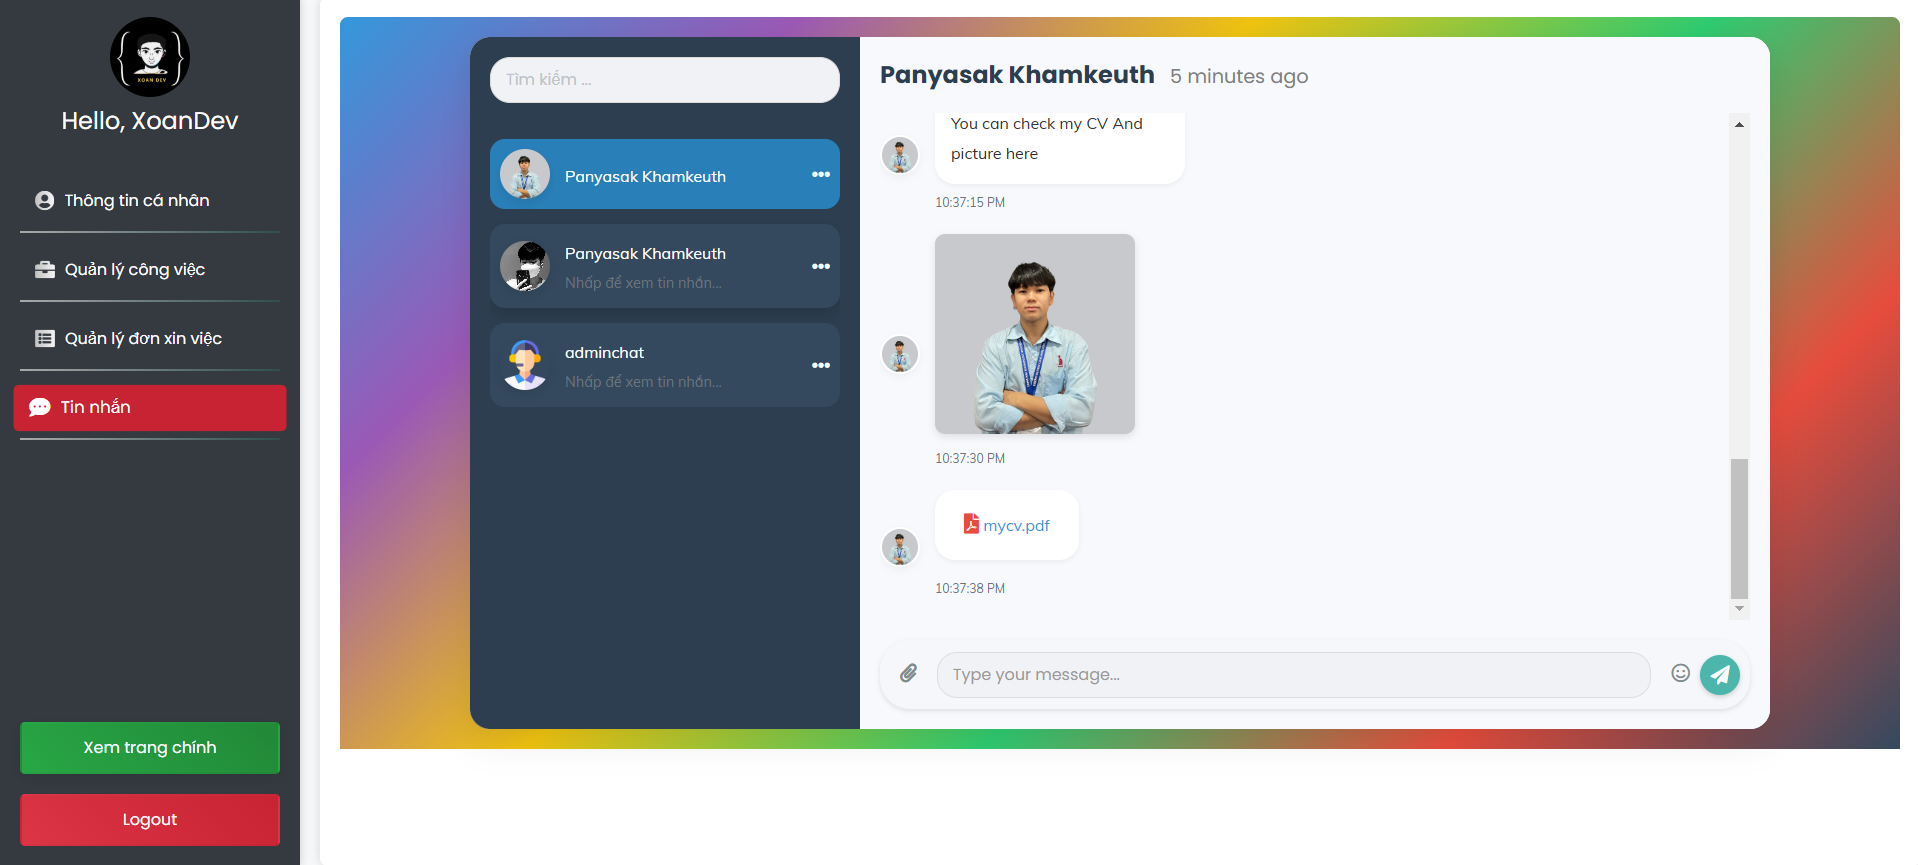 XOAN DEV
Hello, XoanDev
Thông tin cá nhân
Quản lý công việc
Quản lý đơn xin việc
Tin nhắn
Xem trang chính
Logout
Tìm kiếm ...
Panyasak Khamkeuth
Panyasak Khamkeuth
Nhấp để xem tin nhắn...
adminchat
Nhấp để xem tin nhắn...
Panyasak Khamkeuth 5 minutes ago
You can check my CV And
picture here
10:37:15 PM
10:37:30 PM
mycv.pdf
10:37:38 PM
Type your message...